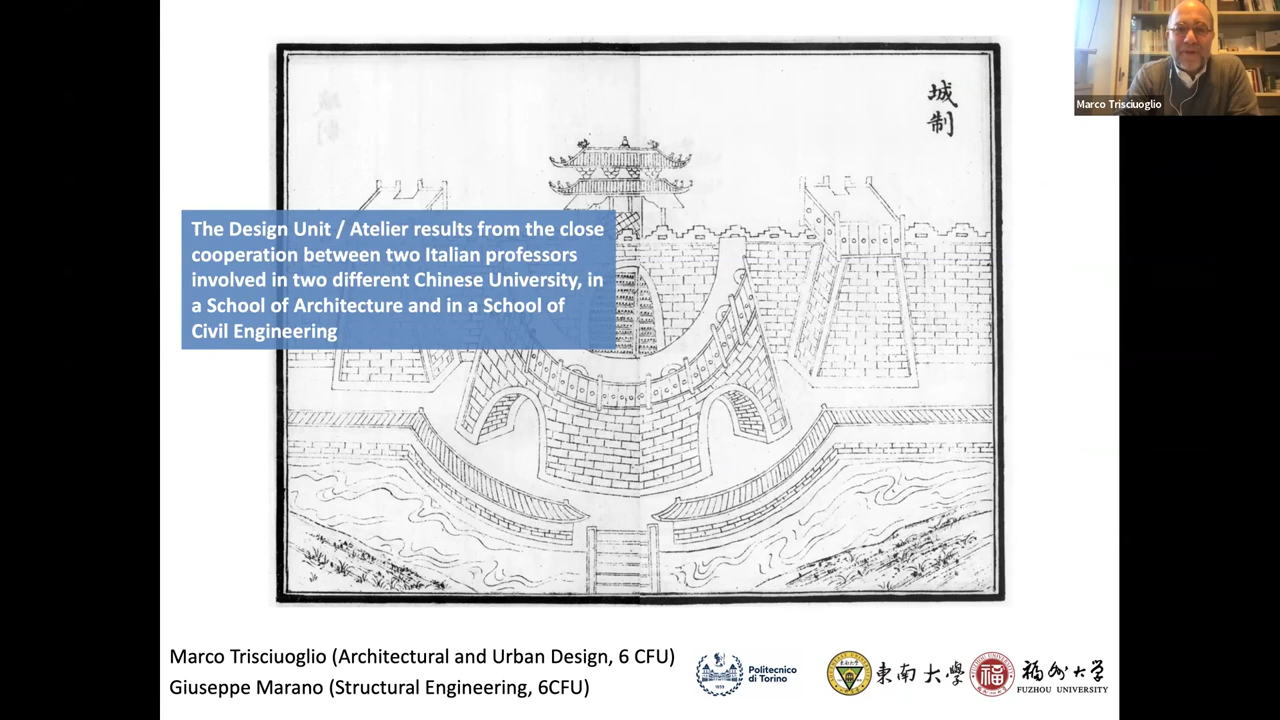 Marco Trisciuoglio
城
制
The Design Unit / Atelier results from the close
cooperation between two Italian professors
involved in two different Chinese University, in
a School of Architecture and in a School of
Civil Engineering
Marco Trisciuoglio (Architectural and Urban Design, 6 CFU)
Giuseppe Marano (Structural Engineering, 6CFU)
Politecnico
di Torino
東南大學
福
福州大学
FUZHOU UNIVERSITY